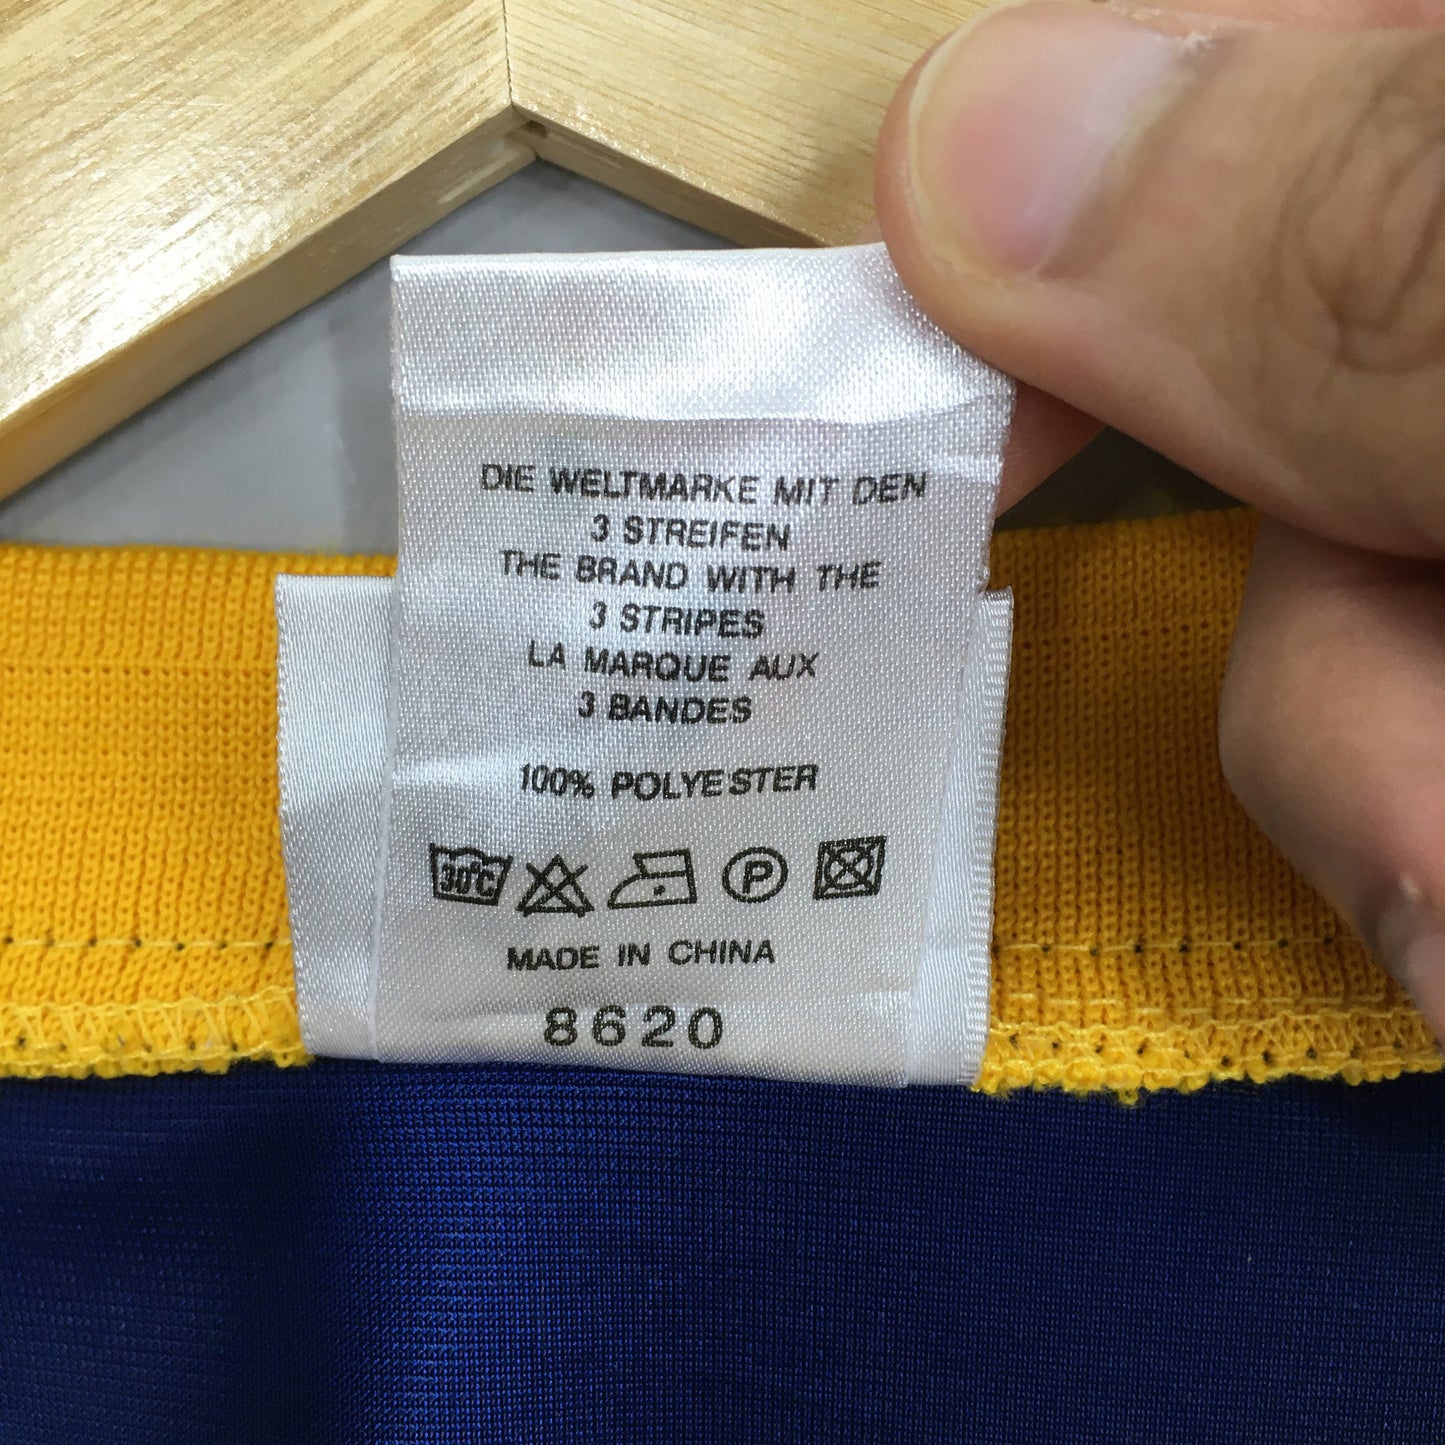 DIE WELTMARKE MIT DEN
3 STREIFEN
THE BRAND WITH THE
3 STRIPES
LA MARQUE AUX
3 BANDES
100% POLYESTER
30°C P
MADE IN CHINA
8620